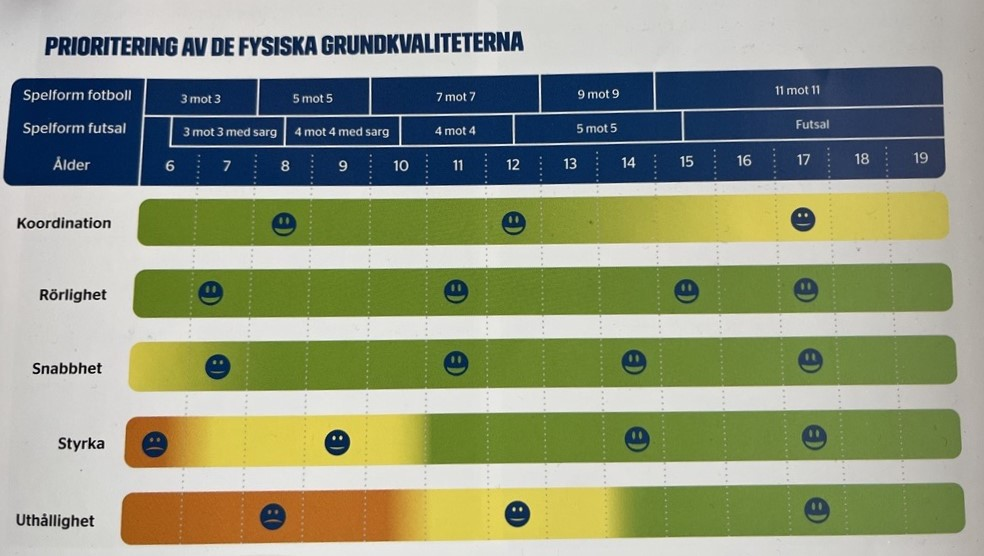 PRIORITERING AV DE FYSISKA GRUNDKVALITETERNA
Spelform fotboll 3 mot 3 5 mot 5 7 mot 7 9 mot 9 11 mot 11
Spelform futsal 3 mot 3 med sarg 4 mot 4 med sarg 4 mot 4 5 mot 5 Futsal
Ålder 6 7 8 9 10 11 12 13 14 15 16 17 18 19
Koordination
Rörlighet
Snabbhet
Styrka
Uthållighet